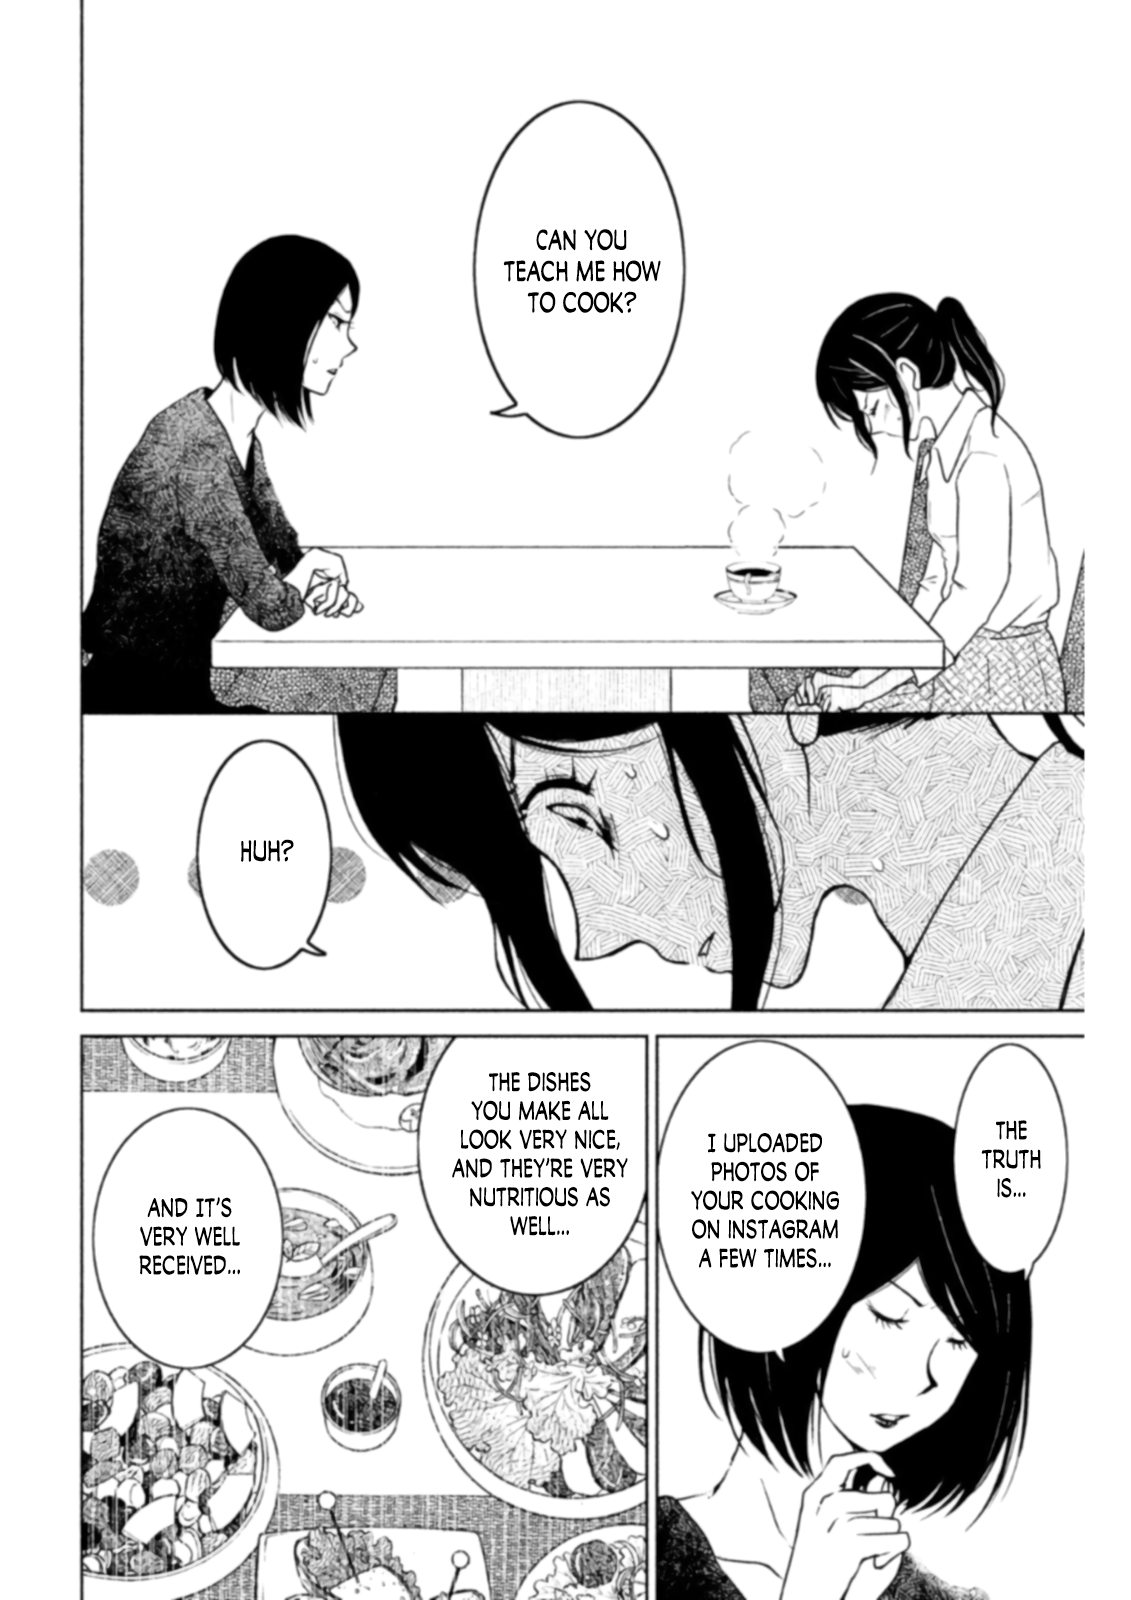 CAN YOU
TEACH ME HOW
TO COOK?
HUH?
THE
TRUTH
IS...
I UPLOADED
PHOTOS OF
YOUR COOKING
ON INSTAGRAM
A FEW TIMES...
THE DISHES
YOU MAKE ALL
LOOK VERY NICE,
AND THEY'RE VERY
NUTRITIOUS AS
WELL...
AND IT'S
VERY WELL
RECEIVED...